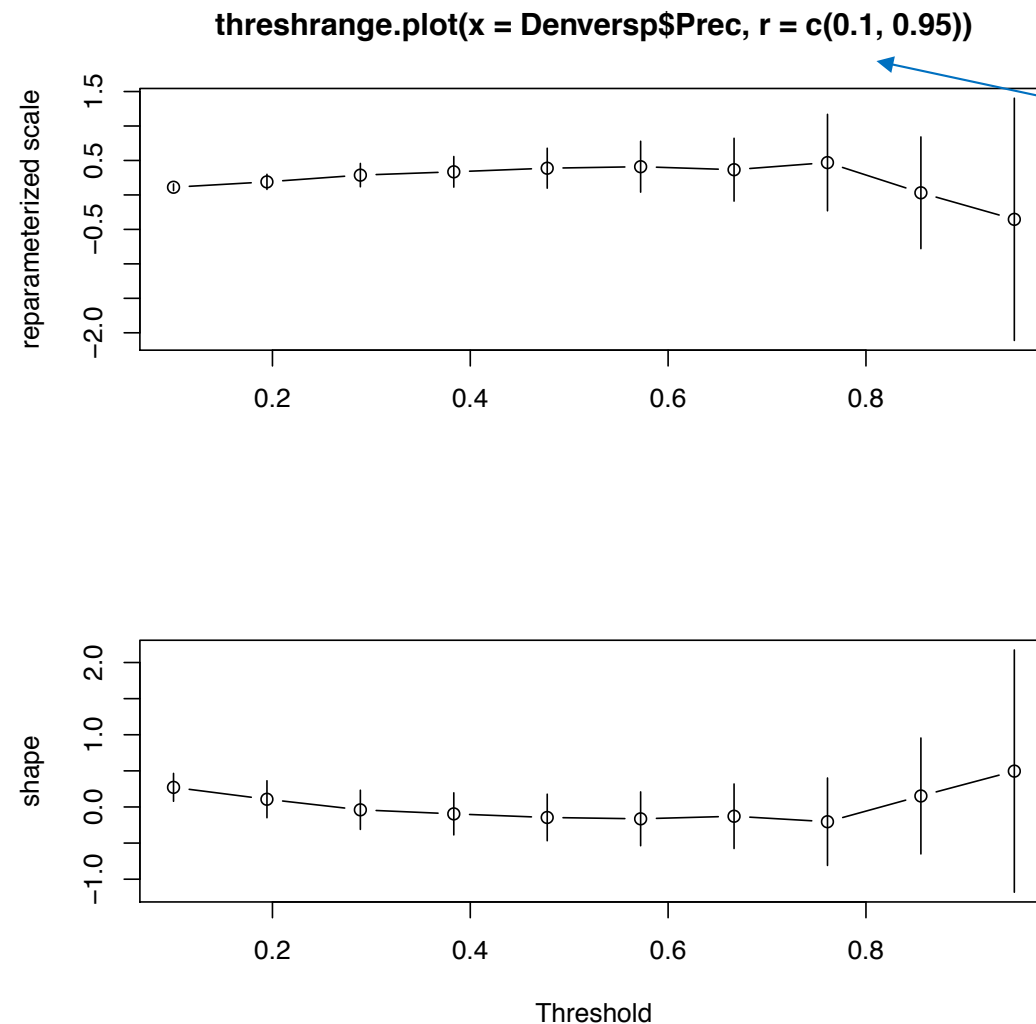 threshrange.plot(x = Denversp$Prec, r = c(0.1, 0.95))
reparameterized scale
1.5
0.5
−0.5
−2.0
0.2 0.4 0.6 0.8
shape
2.0
1.0
0.0
−1.0
0.2 0.4 0.6 0.8
Threshold